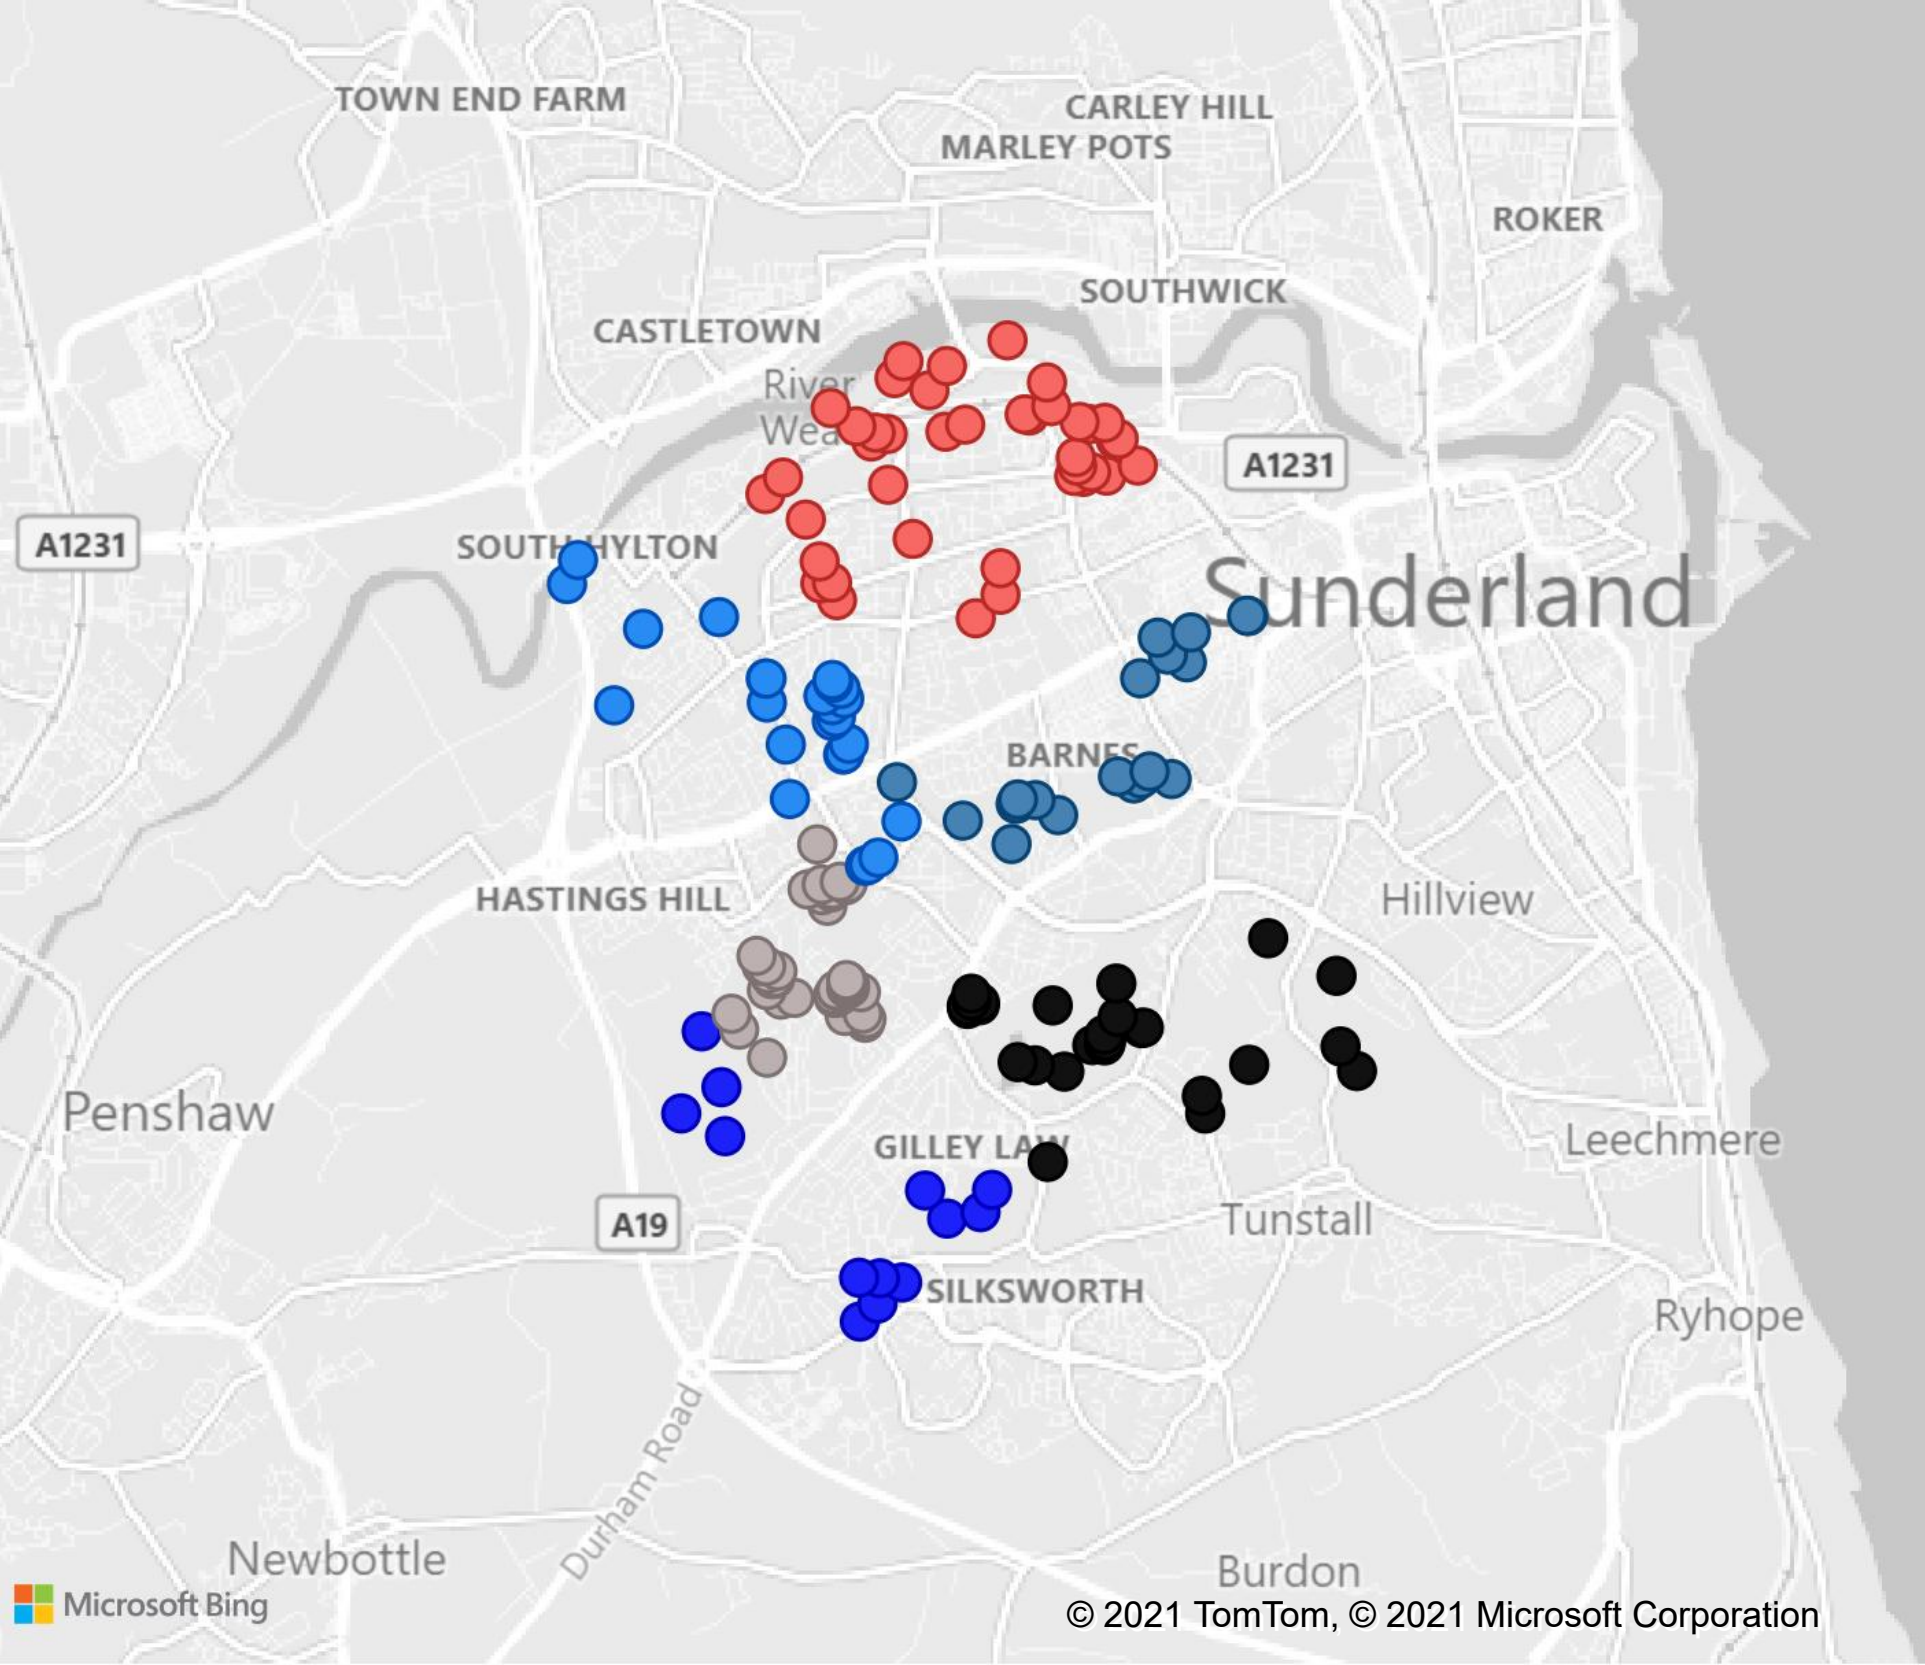 TOWN END FARM
CARLEY HILL
MARLEY POTS
ROKER
SOUTHWICK
CASTLETOWN
River
Wea
A1231
A1231
SOUTH HYLTON
Sunderland
BARNES
HASTINGS HILL
Hillview
Penshaw
GILLEY LAW
Leechmere
A19
Tunstall
SILKSWORTH
Ryhope
Durham Road
Newbottle
Burdon
Microsoft Bing
© 2021 TomTom, © 2021 Microsoft Corporation